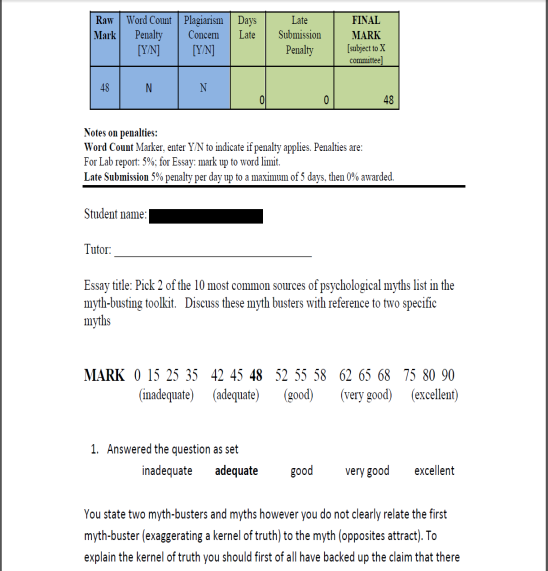 Raw Mark Word Count Penalty [Y/N] Plagiarism Concern [Y/N] Days Late Late Submission Penalty FINAL MARK [subject to X committee]
48 N N 0 0 48
Notes on penalties:
Word Count Marker, enter Y/N to indicate if penalty applies. Penalties are:
For Lab report: 5%; for Essay: mark up to word limit.
Late Submission 5% penalty per day up to a maximum of 5 days, then 0% awarded.
Student name:
Tutor:
Essay title: Pick 2 of the 10 most common sources of psychological myths list in the
myth-busting toolkit. Discuss these myth busters with reference to two specific
myths
MARK 0 15 25 35 42 45 48 52 55 58 62 65 68 75 80 90
(inadequate) (adequate) (good) (very good) (excellent)
1. Answered the question as set
inadequate adequate good very good excellent
You state two myth-busters and myths however you do not clearly relate the first
myth-buster (exaggerating a kernel of truth) to the myth (opposites attract). To
explain the kernel of truth you should first of all have backed up the claim that there